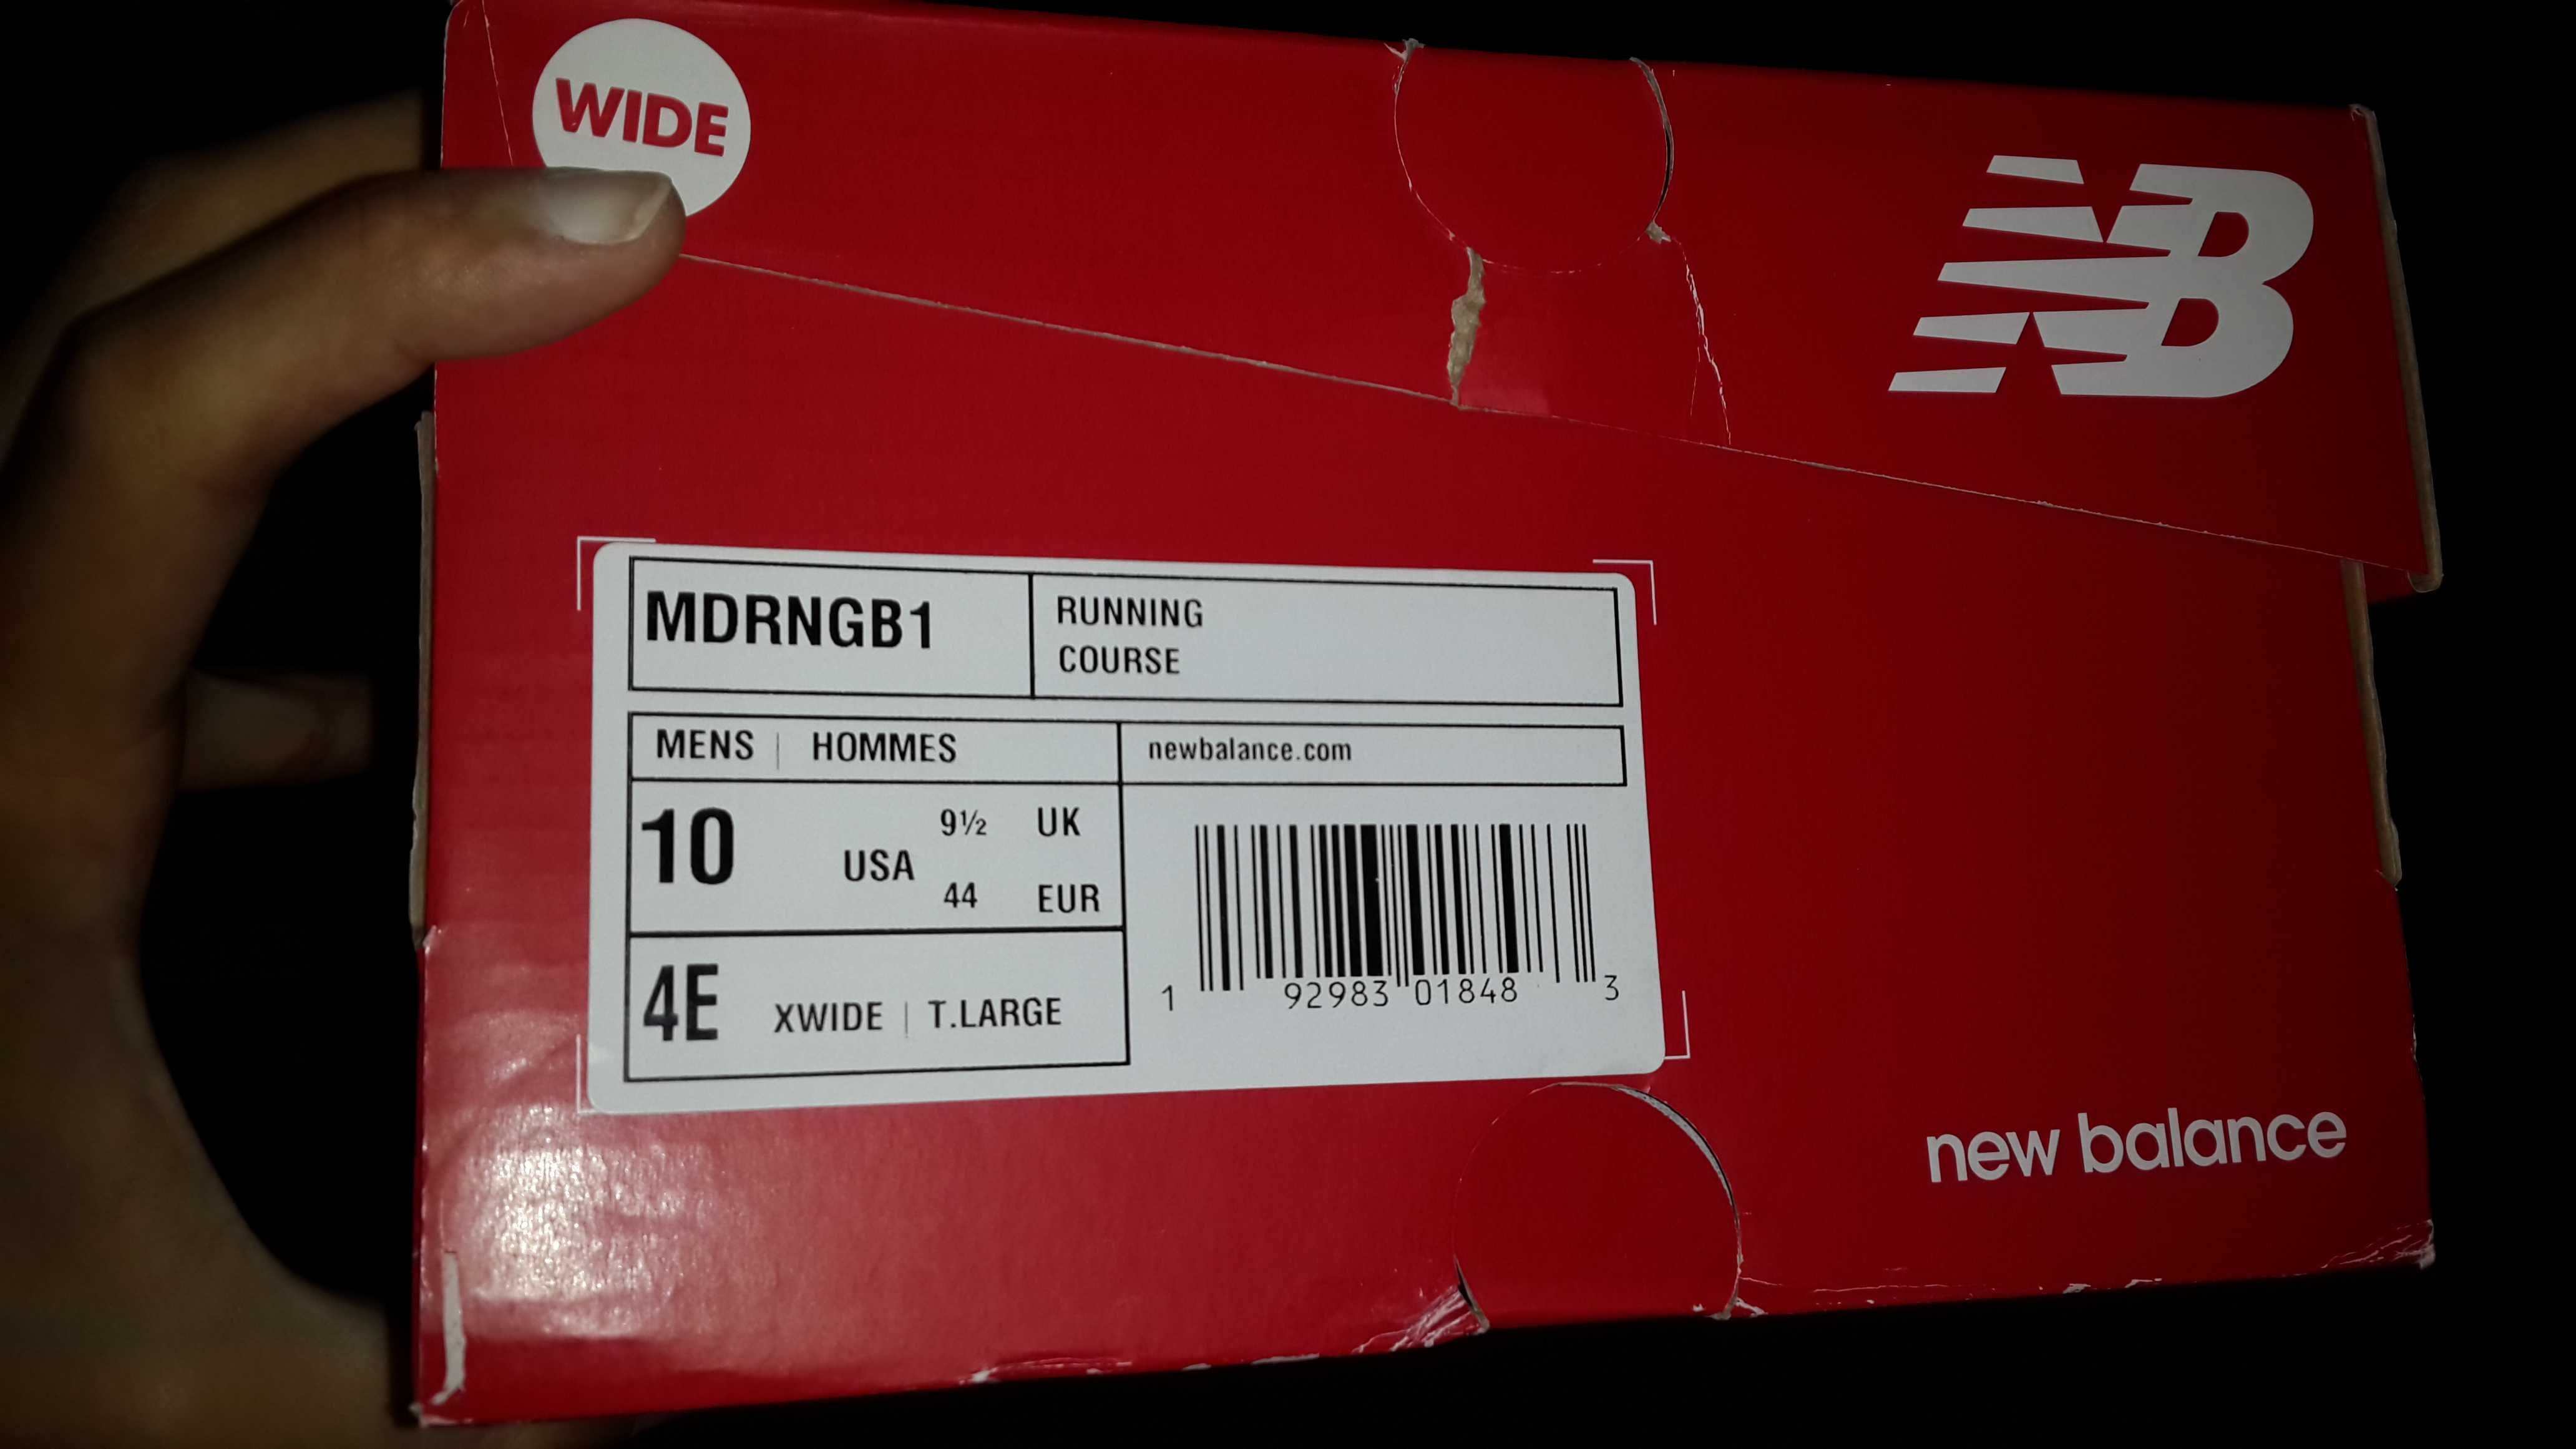 WIDE
NB
MDRNGB1
RUNNING
COURSE
MENS | HOMMES
newbalance.com
10 USA 9½ UK
44 EUR
4E XWIDE | T.LARGE
1 92983 01848 3
new balance